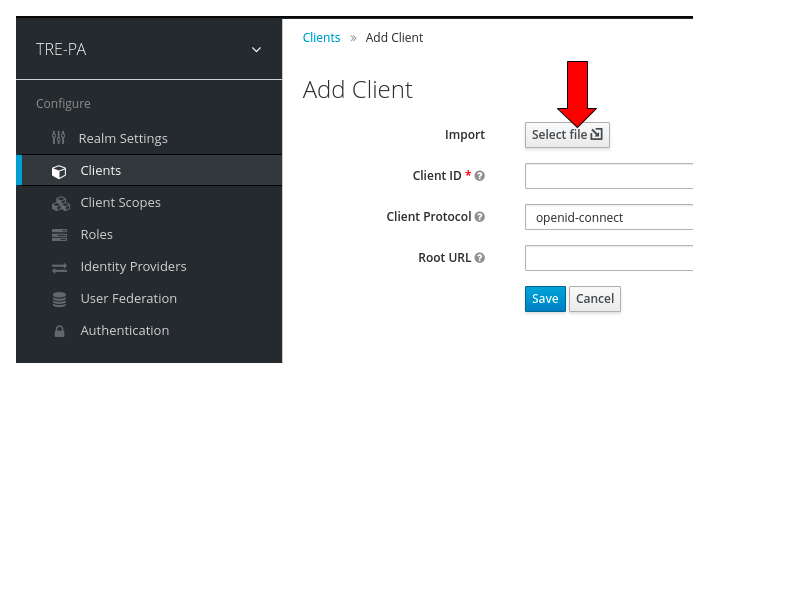 TRE-PA
Configure
Realm Settings
Clients
Client Scopes
Roles
Identity Providers
User Federation
Authentication
Clients » Add Client
Add Client
Import Select file
Client ID *
Client Protocol openid-connect
Root URL
Save Cancel